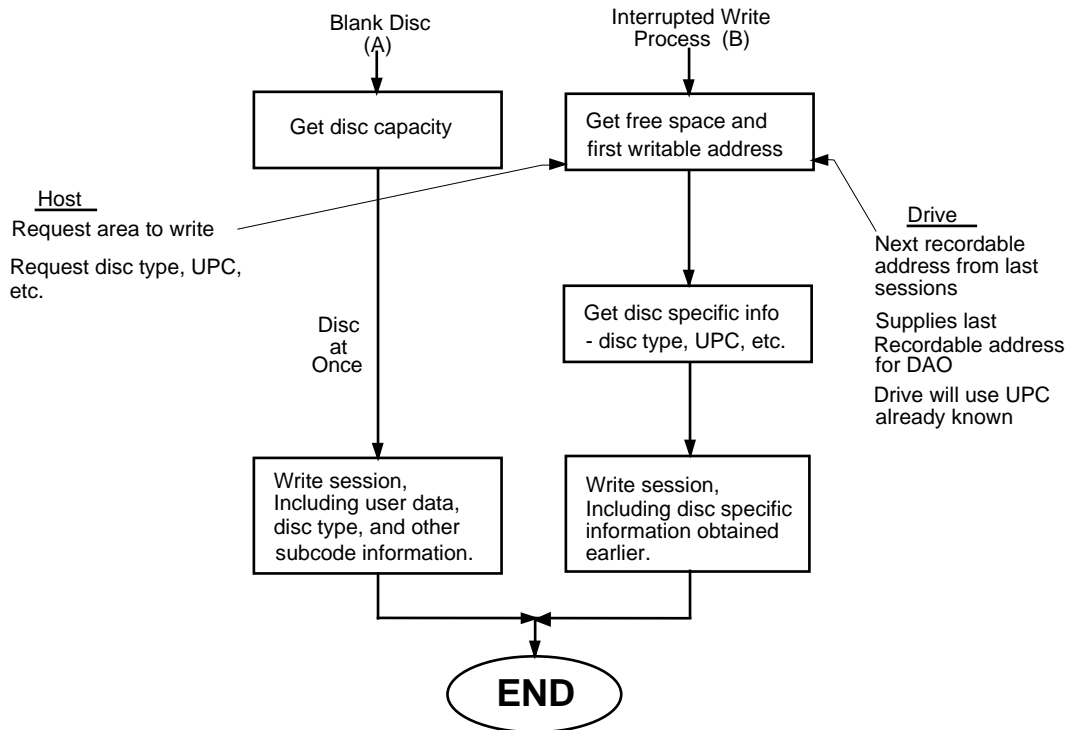 Blank Disc
(A)
Interrupted Write
Process (B)
Get disc capacity
Get free space and
first writable address
Host
Request area to write
Request disc type, UPC,
etc.
Drive
Next recordable
address from last
sessions
Supplies last
Recordable address
for DAO
Drive will use UPC
already known
Disc
at
Once
Get disc specific info
- disc type, UPC, etc.
Write session,
Including user data,
disc type, and other
subcode information.
Write session,
Including disc specific
information obtained
earlier.
END